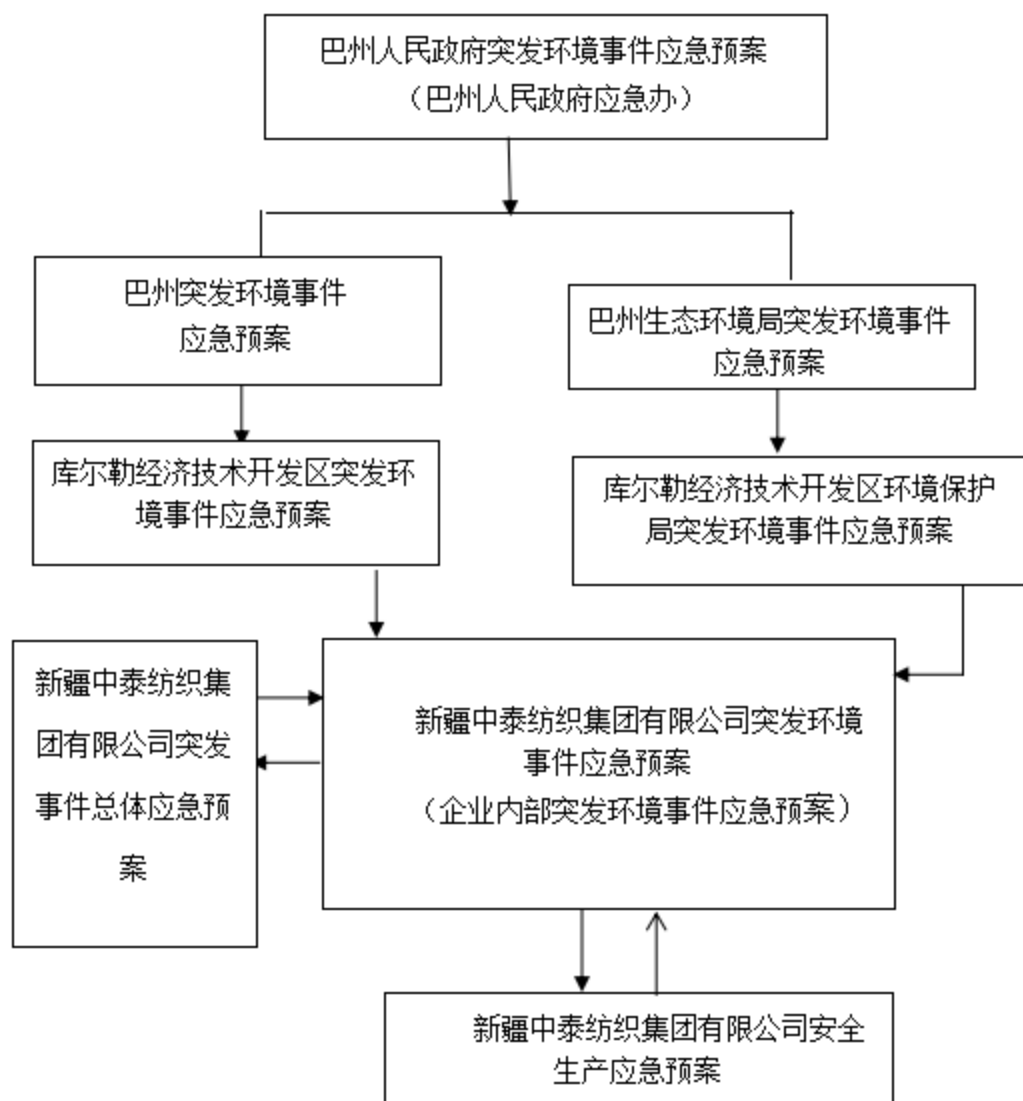 巴州人民政府突发环境事件应急预案
（巴州人民政府应急办）
巴州突发环境事件
应急预案
巴州生态环境局突发环境事件
应急预案
库尔勒经济技术开发区突发环
境事件应急预案
库尔勒经济技术开发区环境保护
局突发环境事件应急预案
新疆中泰纺织集
团有限公司突发
事件总体应急预
案
新疆中泰纺织集团有限公司突发环境
事件应急预案
（企业内部突发环境事件应急预案）
新疆中泰纺织集团有限公司安全
生产应急预案